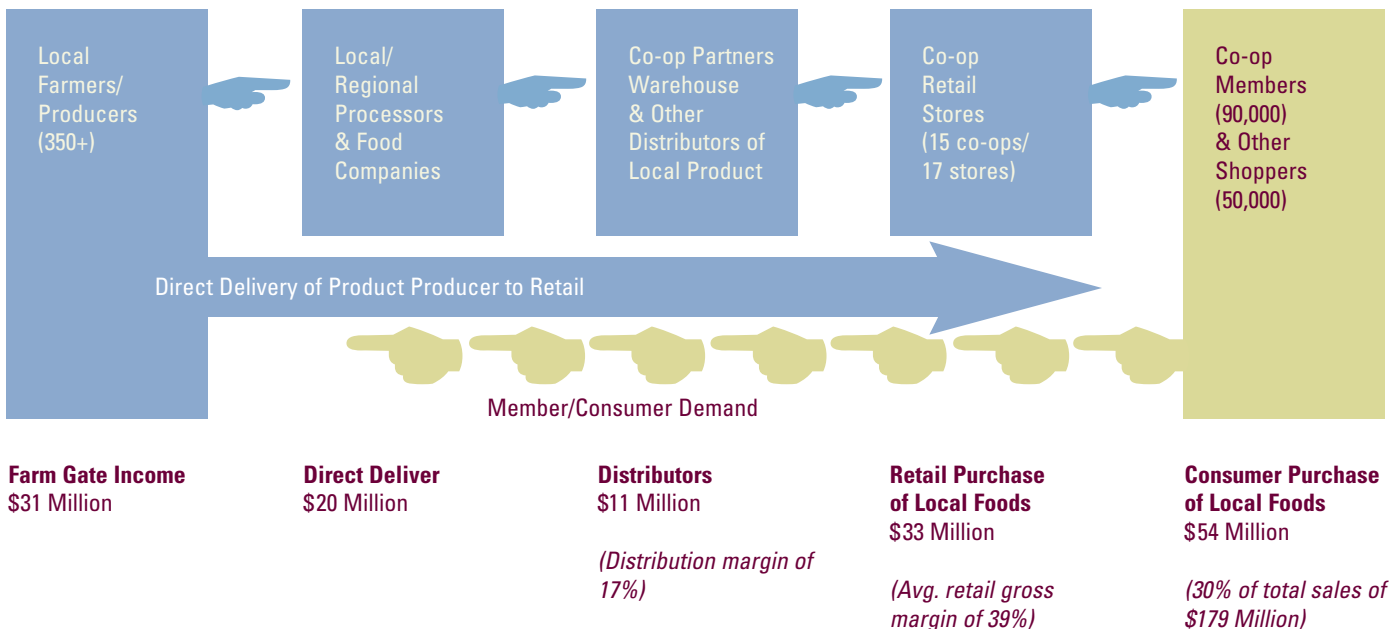 Local
Farmers/
Producers
(350+)
Local/
Regional
Processors
& Food
Companies
Co-op Partners
Warehouse
& Other
Distributors of
Local Product
Co-op
Retail
Stores
(15 co-ops/
17 stores)
Co-op
Members
(90,000)
& Other
Shoppers
(50,000)
Direct Delivery of Product Producer to Retail
Member/Consumer Demand
Farm Gate Income
$31 Million
Direct Deliver
$20 Million
Distributors
$11 Million
(Distribution margin of
17%)
Retail Purchase
of Local Foods
$33 Million
(Avg. retail gross
margin of 39%)
Consumer Purchase
of Local Foods
$54 Million
(30% of total sales of
$179 Million)